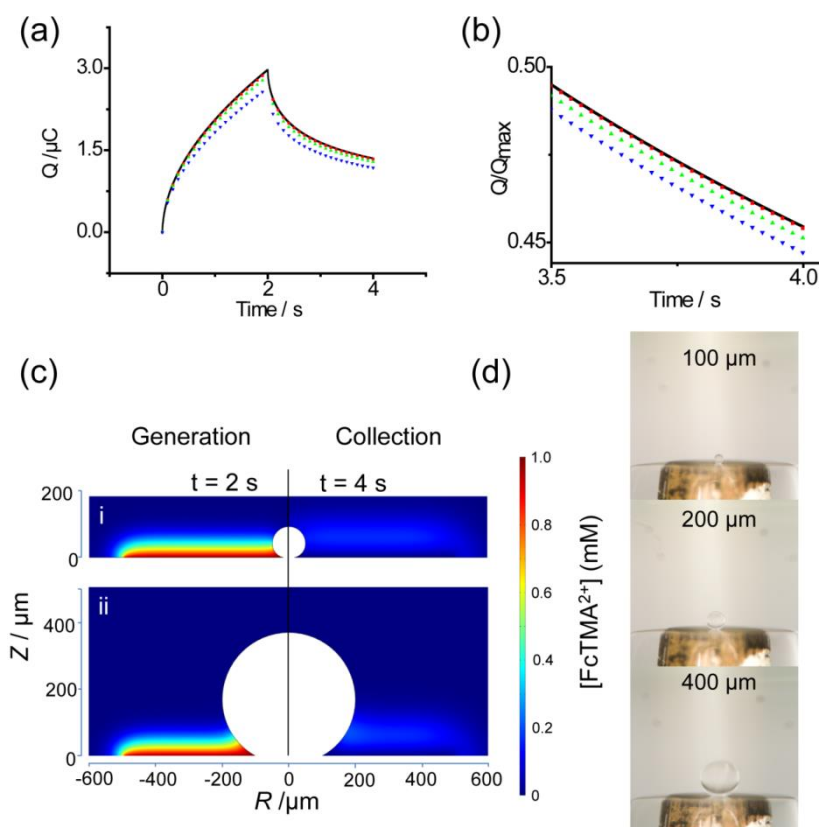 (a)
Q /µC
3.0
1.5
0.0
0 2 4
Time / s
(b)
Q/Qmax
0.50
0.45
3.5 4.0
Time / s
(c)
Generation Collection
t = 2 s t = 4 s
i
200
0
ii
400
200
0
Z / µm
-600 -400 -200 0 200 400 600
R /µm
1.0
0.8
0.6
0.4
0.2
0
[FcTMA²⁺] (mM)
(d)
100 µm
200 µm
400 µm